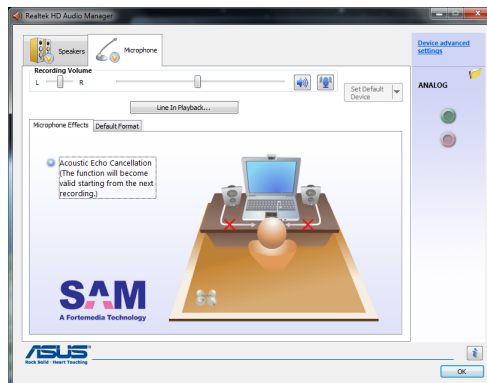 Realtek HD Audio Manager
Speakers
Microphone
Device advanced
settings
Recording Volume
L
R
Set Default
Device
ANALOG
Line In Playback...
Microphone Effects
Default Format
Acoustic Echo Cancellation
(The function will become
valid starting from the next
recording.)
SAM
A Fortemedia Technology
ASUS
Rock Solid · Heart Touching
i
OK